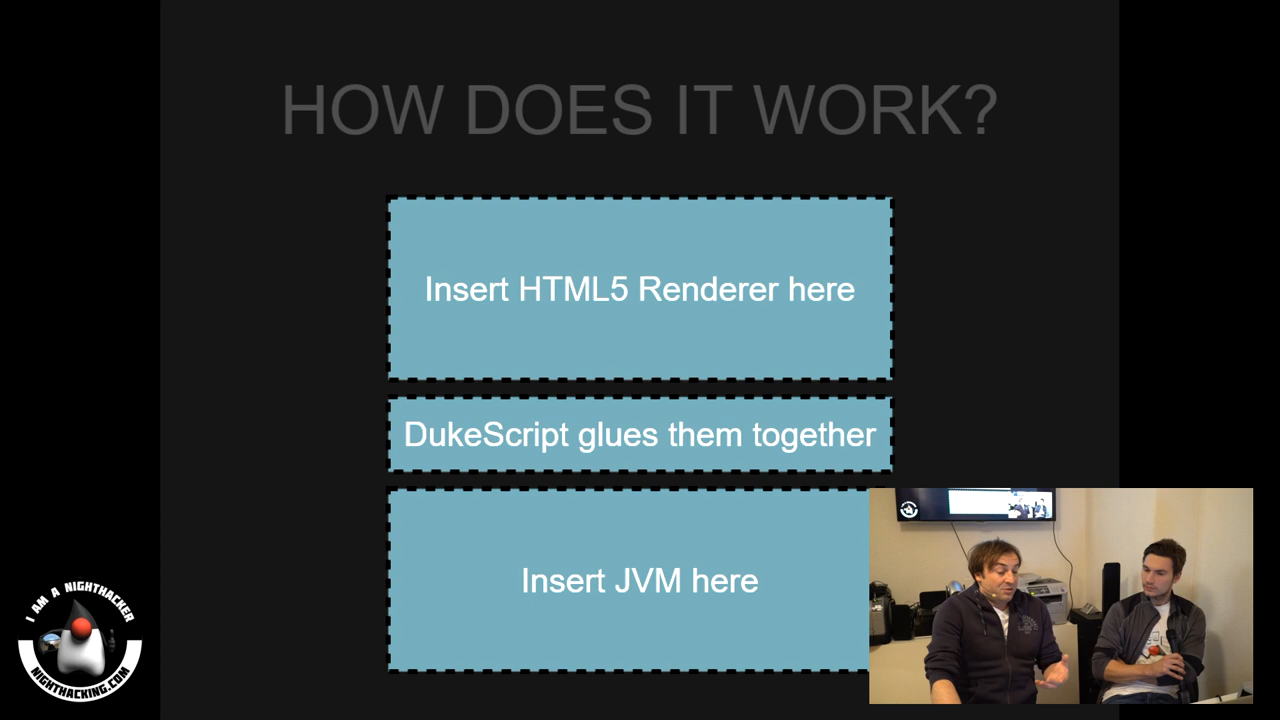 HOW DOES IT WORK?
Insert HTML5 Renderer here
DukeScript glues them together
Insert JVM here
I AM A NIGHTHACKER
NIGHTHACKING.COM